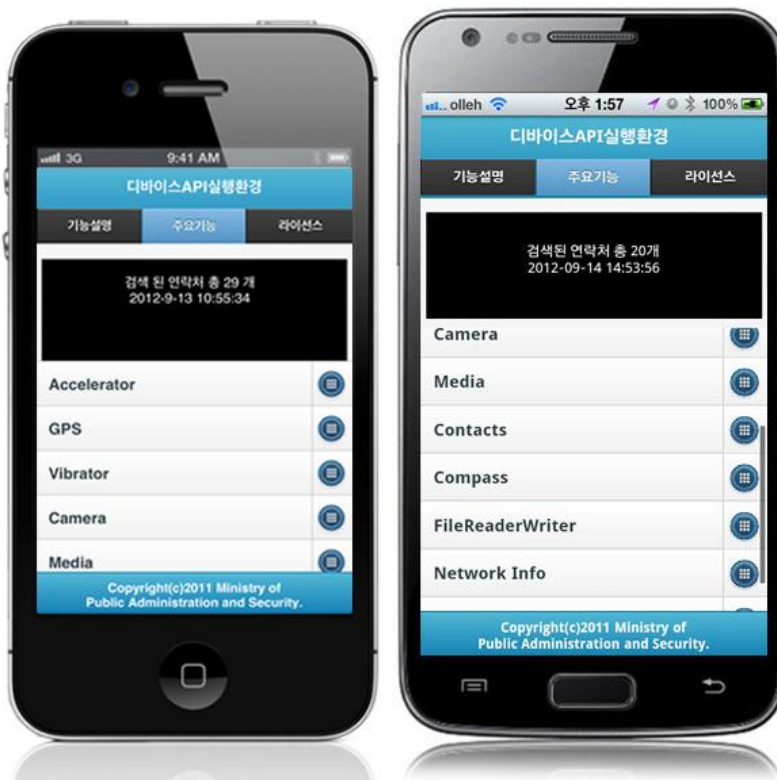 3G 9:41 AM
디바이스API실행환경
기능설명 주요기능 라이선스
검색 된 연락처 총 29 개
2012-9-13 10:55:34
Accelerator
GPS
Vibrator
Camera
Media
Copyright(c)2011 Ministry of
Public Administration and Security.
olleh 오후 1:57 100%
디바이스API실행환경
기능설명 주요기능 라이선스
검색된 연락처 총 20개
2012-09-14 14:53:56
Camera
Media
Contacts
Compass
FileReaderWriter
Network Info
Copyright(c)2011 Ministry of
Public Administration and Security.